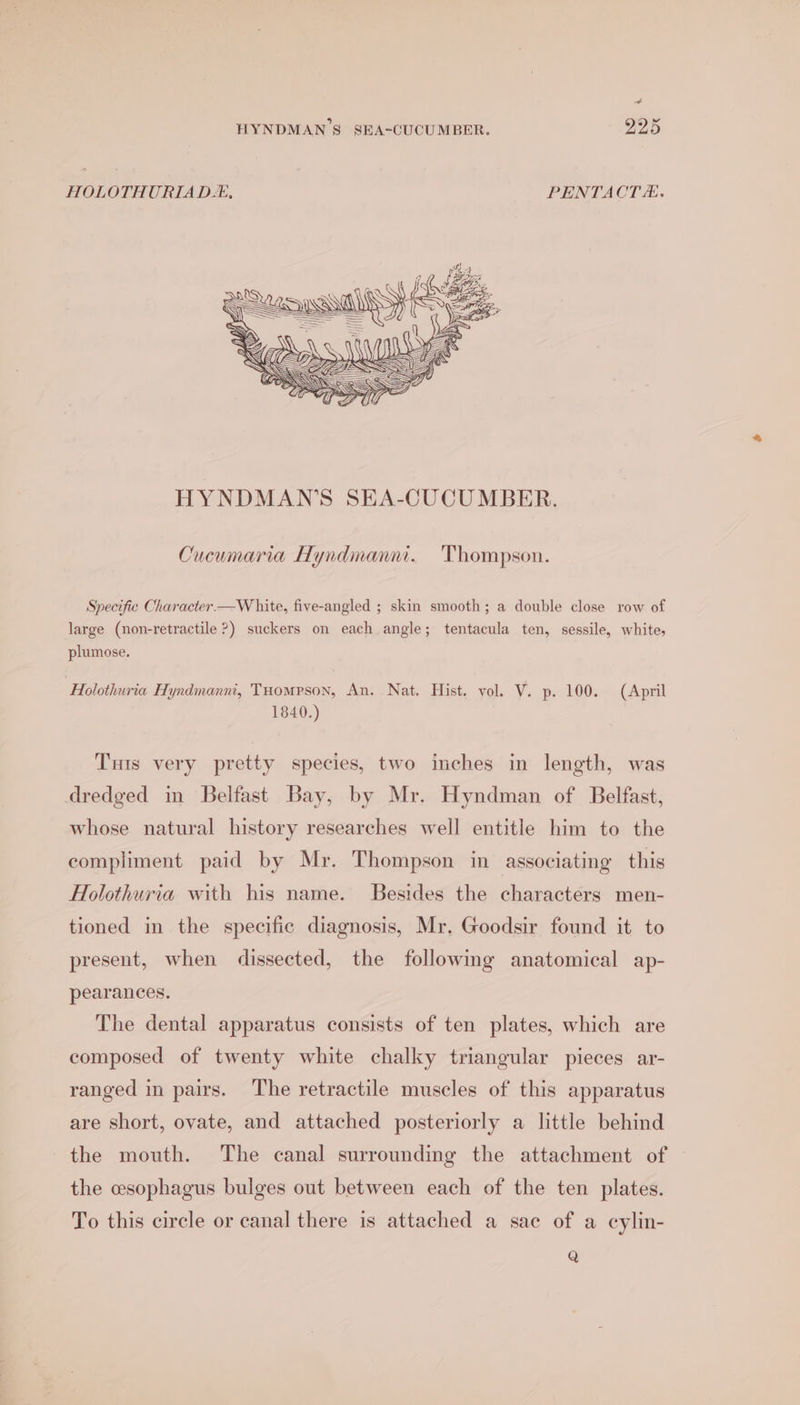 HYNDMAN'S SEA-CUCUMBER. 225
HOLOTHURIADÆ. PENTACTÆ.
HYNDMAN'S SEA-CUCUMBER.
Cucumaria Hyndmanni. Thompson.
Specific Character.—White, five-angled ; skin smooth ; a double close row of
large (non-retractile ?) suckers on each angle ; tentacula ten, sessile, white,
plumose.
Holothuria Hyndmanni, THOMPSON, An. Nat. Hist. vol. V. p. 100. (April
1840.)
THIS very pretty species, two inches in length, was
dredged in Belfast Bay, by Mr. Hyndman of Belfast,
whose natural history researches well entitle him to the
compliment paid by Mr. Thompson in associating this
Holothuria with his name. Besides the characters men-
tioned in the specific diagnosis, Mr. Goodsir found it to
present, when dissected, the following anatomical ap-
pearances.
The dental apparatus consists of ten plates, which are
composed of twenty white chalky triangular pieces ar-
ranged in pairs. The retractile muscles of this apparatus
are short, ovate, and attached posteriorly a little behind
the mouth. The canal surrounding the attachment of
the œsophagus bulges out between each of the ten plates.
To this circle or canal there is attached a sac of a cylin-
Q